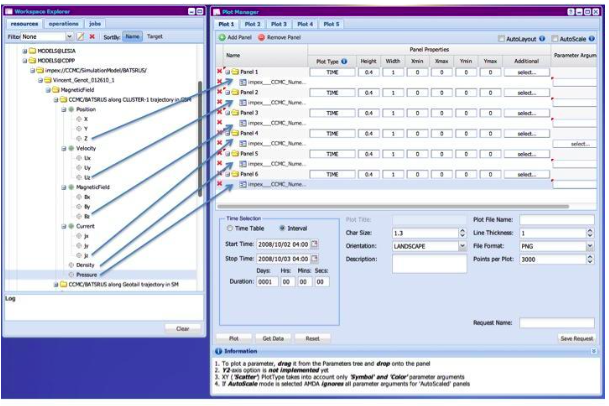 Workspace Explorer
resources operations jobs
Filter None SortBy: Name Target
MODELS@LESIA
MODELS@CDPP
impex://CCMC/SimulationModel/BATSRUS/
Vincent_Genot_012610_1
MagneticField
CCMC/BATSRUS along CLUSTER-1 trajectory in GSM
Position
X
Y
Z
Velocity
Ux
Uy
Uz
MagneticField
Bx
By
Bz
Current
jx
jy
jz
Density
Pressure
CCMC/BATSRUS along Geotail trajectory in SM
Log
Clear
Plot Manager
Plot 1 Plot 2 Plot 3 Plot 4 Plot 5
Add Panel Remove Panel AutoLayout AutoScale
Name Panel Properties Parameter Argum
Plot Type Height Width Xmin Xmax Ymin Ymax Additional
Panel 1 TIME 0.4 1 0 0 0 0 select...
impex___CCMC_Nume...
Panel 2 TIME 0.4 1 0 0 0 0 select...
impex___CCMC_Nume...
Panel 3 TIME 0.4 1 0 0 0 0 select...
impex___CCMC_Nume...
Panel 4 TIME 0.4 1 0 0 0 0 select...
impex___CCMC_Nume... select...
Panel 5 TIME 0.4 1 0 0 0 0 select...
impex___CCMC_Nume...
Panel 6 TIME 0.4 1 0 0 0 0 select...
impex___CCMC_Nume...
Time Selection
Time Table Interval
Start Time: 2008/10/02 04:00
Stop Time: 2008/10/03 04:00
Days: Hrs: Mins: Secs:
Duration: 0001 00 00 00
Plot Title: Plot File Name:
Char Size: 1.3 Line Thickness: 1
Orientation: LANDSCAPE File Format: PNG
Description: Points per Plot: 3000
Request Name:
Plot Get Data Reset Save Request
Information
1. To plot a parameter, drag it from the Parameters tree and drop onto the panel
2. Y2-axis option is not implemented yet
3. XY ('Scatter') PlotType takes into account only 'Symbol' and 'Color' parameter arguments
4. If AutoScale mode is selected AMDA ignores all parameter arguments for 'AutoScaled' panels